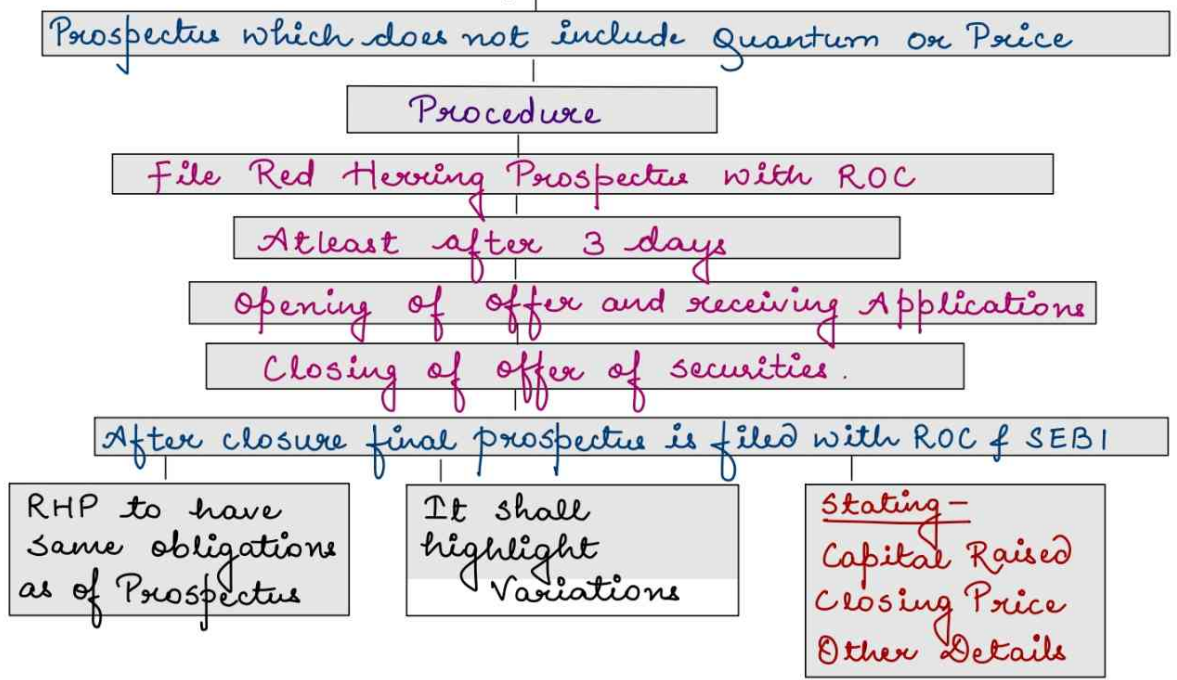 Prospectus which does not include Quantum or Price
Procedure
File Red Herring Prospectus with ROC
Atleast after 3 days
Opening of offer and receiving Applications
Closing of offer of securities.
After closure final prospectus is filed with ROC & SEBI
RHP to have
same obligations
as of Prospectus
It shall
highlight
Variations
Stating-
Capital Raised
Closing Price
Other Details